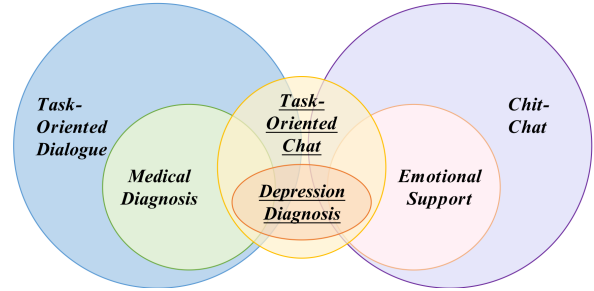 Task-
Oriented
Dialogue
Medical
Diagnosis
Task-
Oriented
Chat
Depression
Diagnosis
Emotional
Support
Chit-
Chat